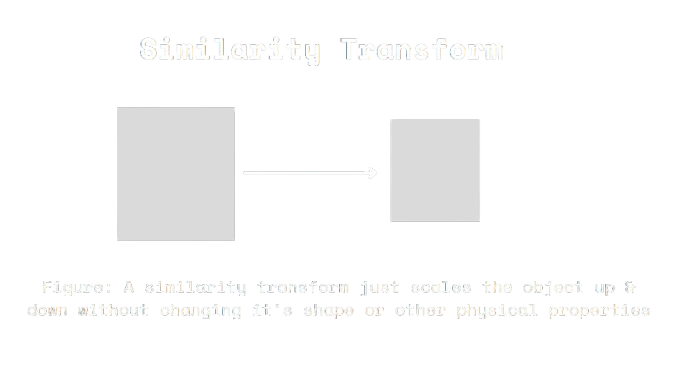 Similarity Transform
Figure: A similarity transform just scales the object up &
down without changing it's shape or other physical properties